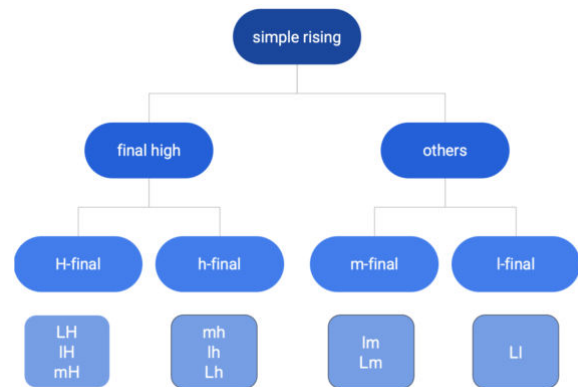 simple rising
final high
others
H-final
h-final
m-final
l-final
LH
lH
mH
mh
lh
Lh
lm
Lm
Ll